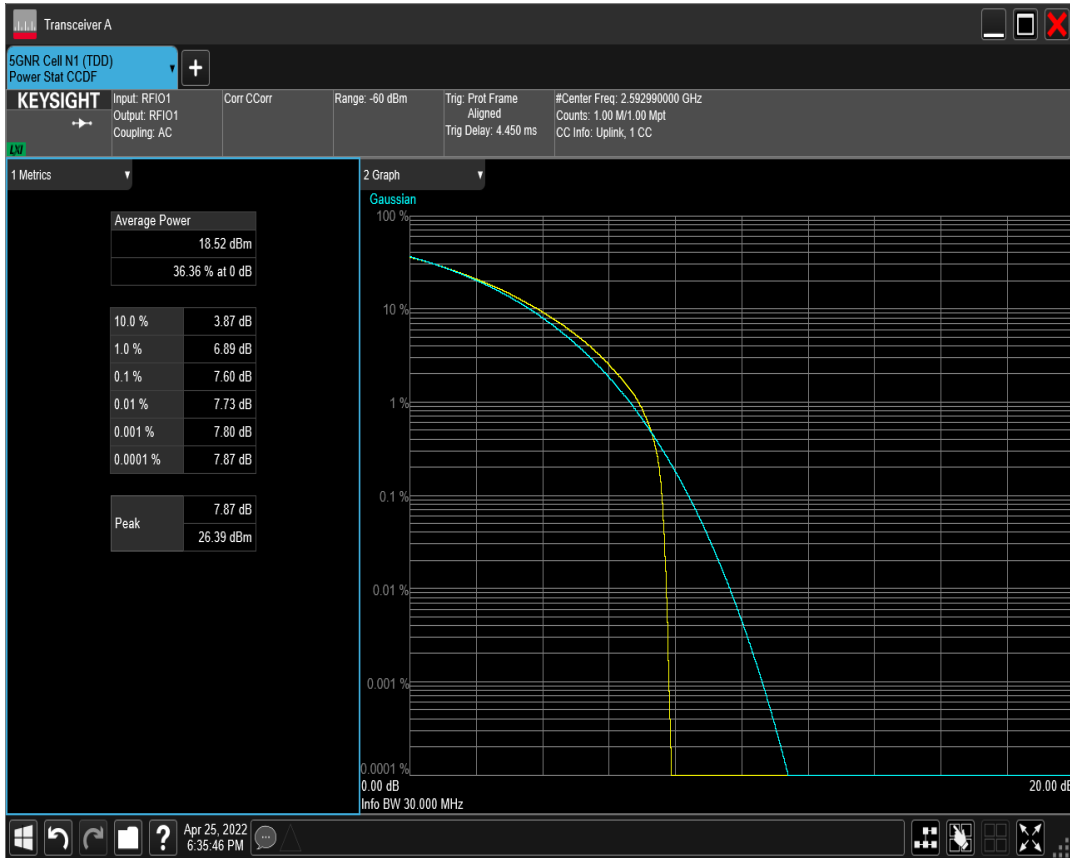 Transceiver A
5GNR Cell N1 (TDD)
Power Stat CCDF
+
KEYSIGHT
LXI
Input: RFIO1
Output: RFIO1
Coupling: AC
Corr CCorr
Range: -60 dBm
Trig: Prot Frame
Aligned
Trig Delay: 4.450 ms
#Center Freq: 2.592990000 GHz
Counts: 1.00 M/1.00 Mpt
CC Info: Uplink, 1 CC
1 Metrics
Average Power
18.52 dBm
36.36 % at 0 dB
10.0 % 3.87 dB
1.0 % 6.89 dB
0.1 % 7.60 dB
0.01 % 7.73 dB
0.001 % 7.80 dB
0.0001 % 7.87 dB
Peak 7.87 dB
26.39 dBm
2 Graph
Gaussian
100 %
10 %
1 %
0.1 %
0.01 %
0.001 %
0.0001 %
0.00 dB 20.00 dB
Info BW 30.000 MHz
?
Apr 25, 2022
6:35:46 PM